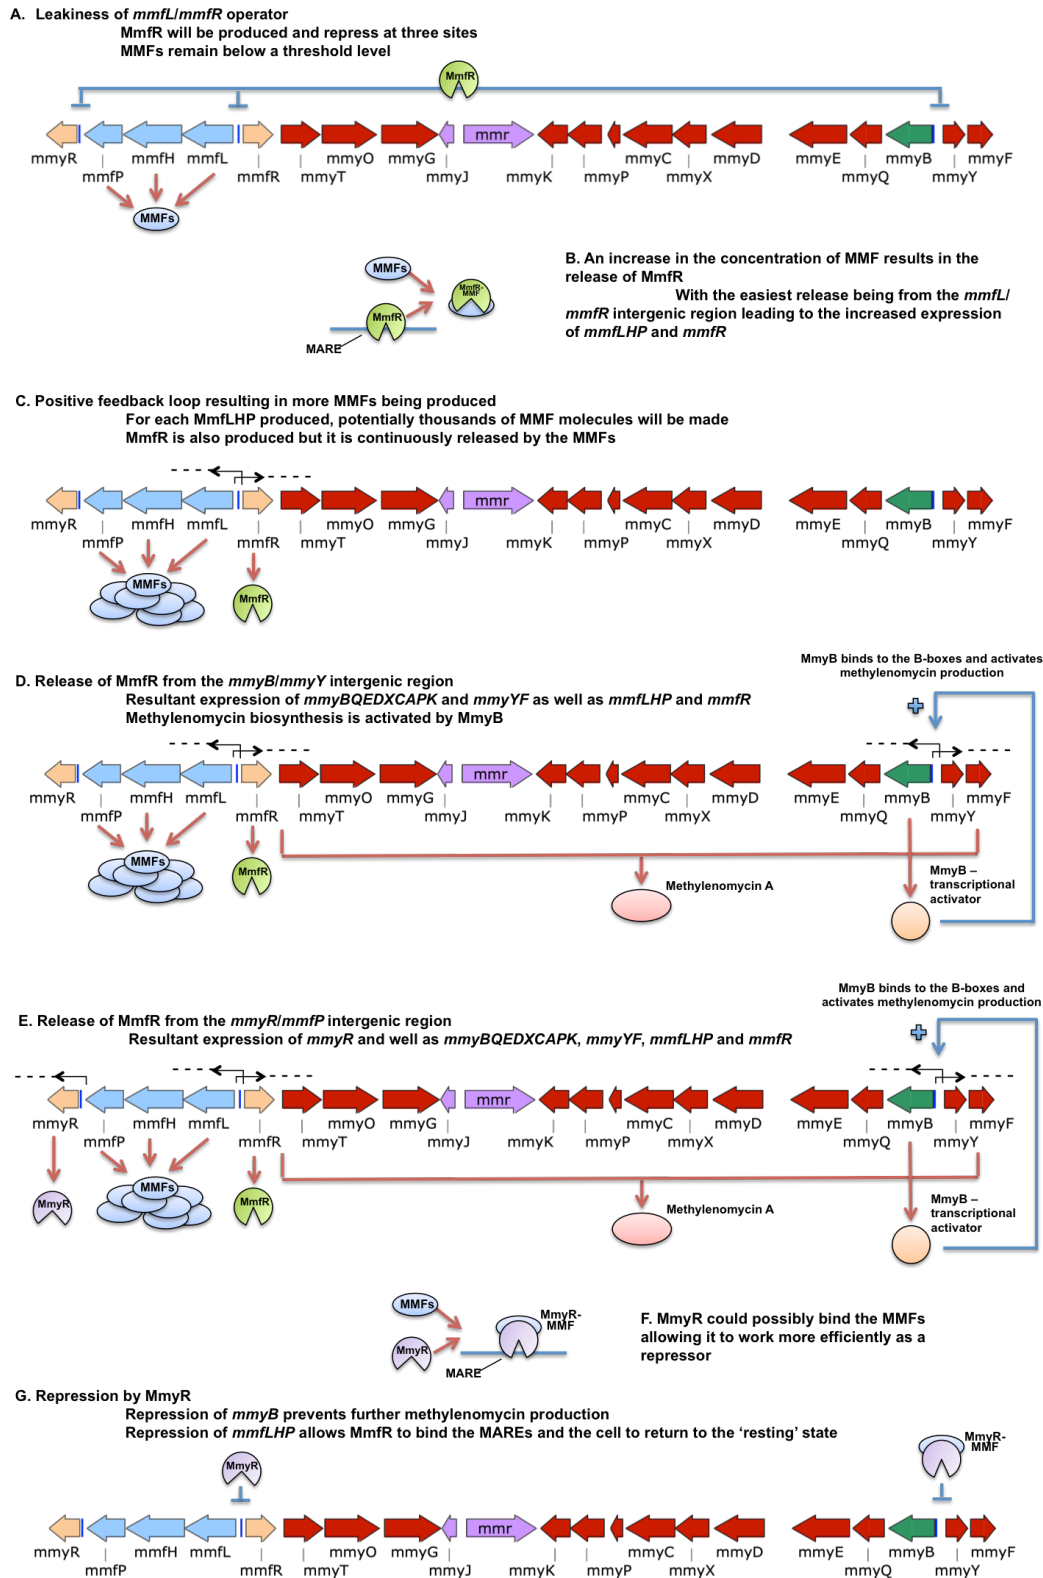 A. Leakiness of mmfL/mmfR operator
MmfR will be produced and repress at three sites
MMFs remain below a threshold level
MmfR
mmr
mmyR mmfH mmfL mmyO mmyG mmyC mmyD mmyE mmyB mmyF
mmfP mmfR mmyT mmyJ mmyK mmyP mmyX mmyQ mmyY
MMFs
B. An increase in the concentration of MMF results in the
release of MmfR
With the easiest release being from the mmfL/
mmfR intergenic region leading to the increased expression
of mmfLHP and mmfR
MMFs
MmfR-
MMF
MmfR
MARE
C. Positive feedback loop resulting in more MMFs being produced
For each MmfLHP produced, potentially thousands of MMF molecules will be made
MmfR is also produced but it is continuously released by the MMFs
mmr
mmyR mmfH mmfL mmyO mmyG mmyC mmyD mmyE mmyB mmyF
mmfP mmfR mmyT mmyJ mmyK mmyP mmyX mmyQ mmyY
MMFs
MmfR
MmyB binds to the B-boxes and activates
methylenomycin production
D. Release of MmfR from the mmyB/mmyY intergenic region
Resultant expression of mmyBQEDXCAPK and mmyYF as well as mmfLHP and mmfR
Methylenomycin biosynthesis is activated by MmyB
mmr
mmyR mmfH mmfL mmyO mmyG mmyC mmyD mmyE mmyB mmyF
mmfP mmfR mmyT mmyJ mmyK mmyP mmyX mmyQ mmyY
MMFs
MmfR
Methylenomycin A
MmyB –
transcriptional
activator
MmyB binds to the B-boxes and
activates methylenomycin production
E. Release of MmfR from the mmyR/mmfP intergenic region
Resultant expression of mmyR and well as mmyBQEDXCAPK, mmyYF, mmfLHP and mmfR
mmr
mmyR mmfH mmfL mmyO mmyG mmyC mmyD mmyE mmyB mmyF
mmfP mmfR mmyT mmyJ mmyK mmyP mmyX mmyQ mmyY
MmyR
MMFs
MmfR
Methylenomycin A
MmyB –
transcriptional
activator
MMFs
MmyR-
MMF
MmyR
MARE
F. MmyR could possibly bind the MMFs
allowing it to work more efficiently as a
repressor
G. Repression by MmyR
Repression of mmyB prevents further methylenomycin production
Repression of mmfLHP allows MmfR to bind the MAREs and the cell to return to the ‘resting’ state
MmyR
MmyR-
MMF
mmr
mmyR mmfH mmfL mmyO mmyG mmyC mmyD mmyE mmyB mmyF
mmfP mmfR mmyT mmyJ mmyK mmyP mmyX mmyQ mmyY